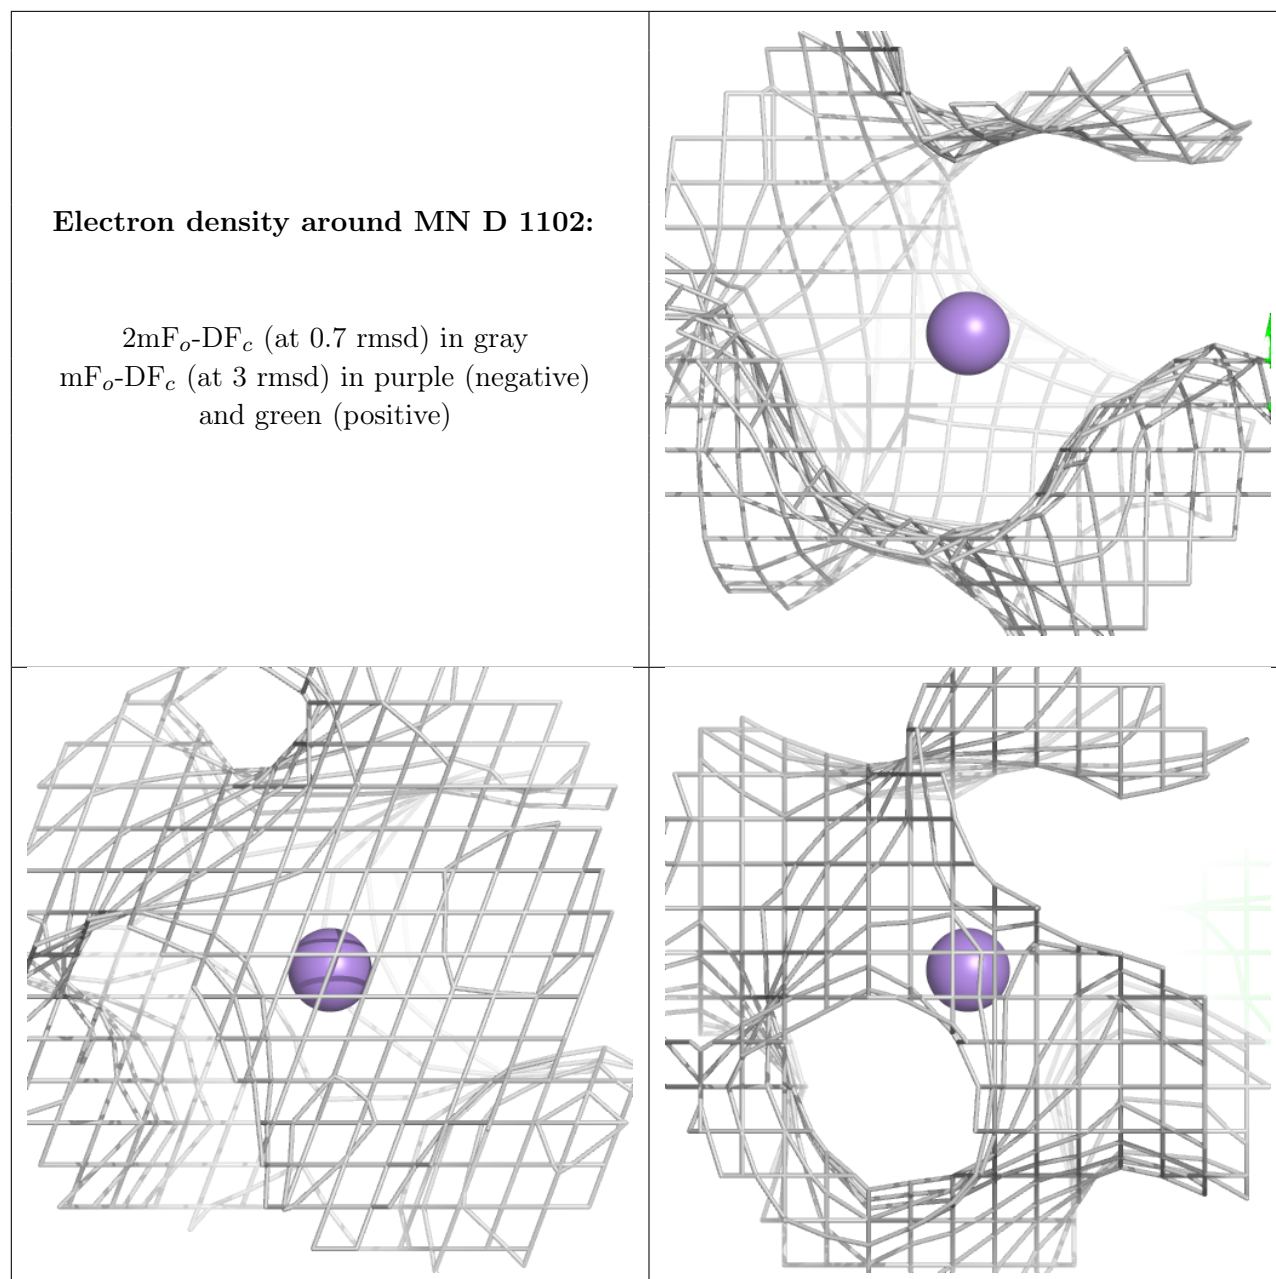 Electron density around MN D 1102:
2mFo-DFc (at 0.7 rmsd) in gray
mFo-DFc (at 3 rmsd) in purple (negative)
and green (positive)